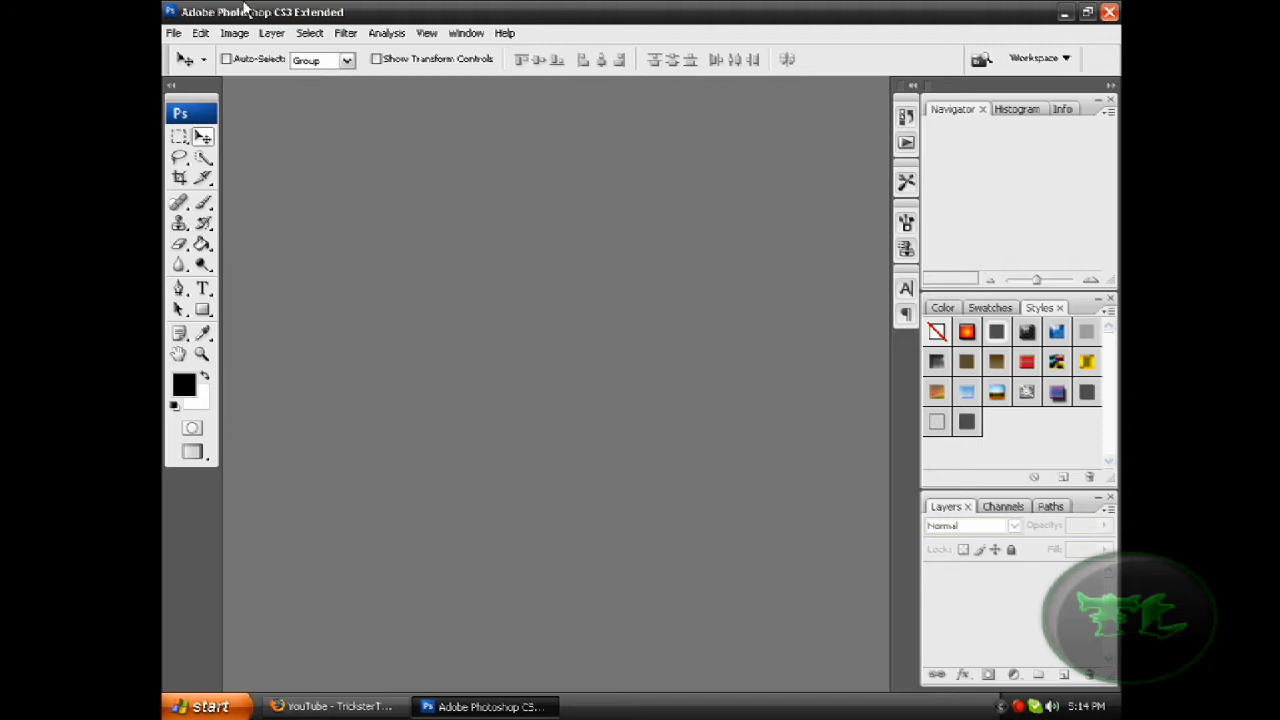 Adobe Photoshop CS3 Extended
File Edit Image Layer Select Filter Analysis View Window Help
Auto-Select: Group Show Transform Controls Workspace
Ps
Navigator Histogram Info
Color Swatches Styles
Layers Channels Paths
Normal Opacity:
Lock: Fill:
TL
start YouTube - TricksterT... Adobe Photoshop CS... 5:14 PM